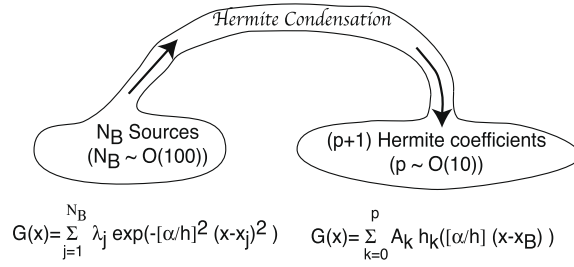 Hermite Condensation
N_B Sources
(N_B ~ O(100))
(p+1) Hermite coefficients
(p ~ O(10))
G(x)= Σ_{j=1}^{N_B} λ_j exp(-[α/h]^2 (x-x_j)^2 )
G(x)= Σ_{k=0}^{p} A_k h_k([α/h] (x-x_B) )